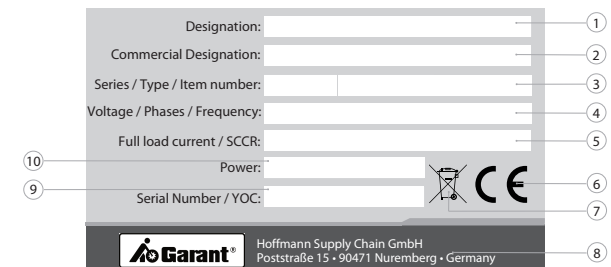 Designation:
1
Commercial Designation:
2
Series / Type / Item number:
3
Voltage / Phases / Frequency:
4
Full load current / SCCR:
5
10
Power:
6
9
Serial Number / YOC:
CE
7
Garant®
Hoffmann Supply Chain GmbH
Poststraße 15 • 90471 Nuremberg • Germany
8